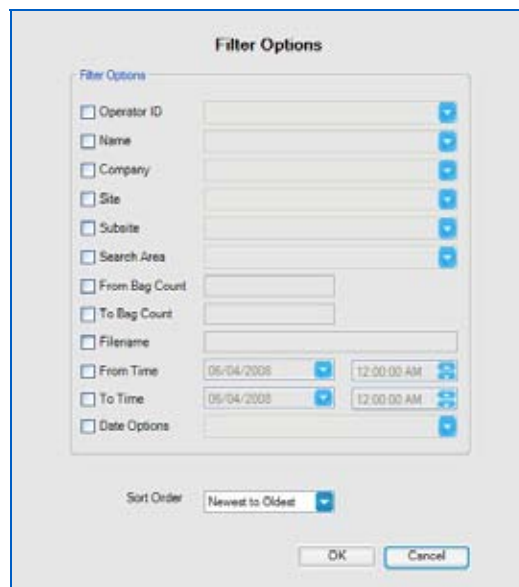 Filter Options
Filter Options
Operator ID
Name
Company
Site
Subsite
Search Area
From Bag Count
To Bag Count
Filename
From Time 06/04/2008 12:00:00 AM
To Time 06/04/2008 12:00:00 AM
Date Options
Sort Order Newest to Oldest
OK Cancel